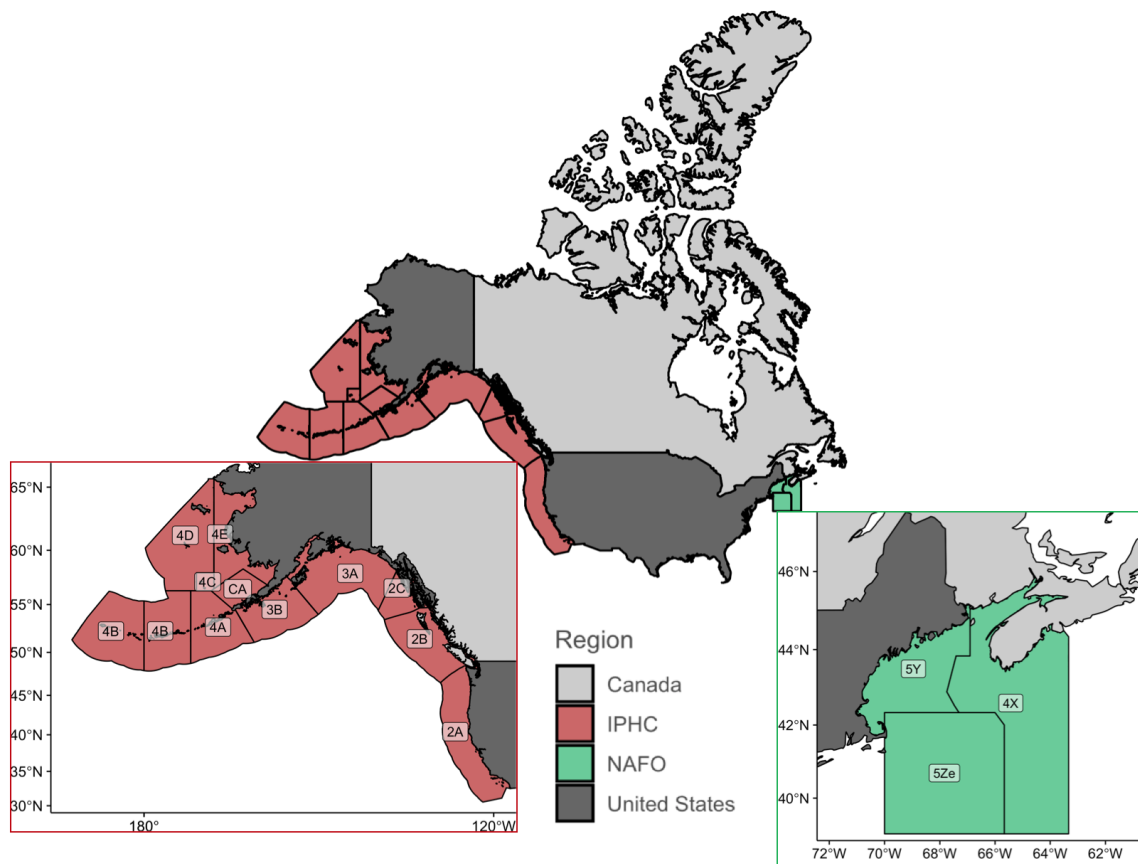 65°N
60°N
55°N
50°N
45°N
40°N
35°N
30°N
180°
120°W
4D
4E
4C
CA
3A
2C
3B
4B
4B
4A
2B
2A
Region
Canada
IPHC
NAFO
United States
46°N
44°N
42°N
40°N
5Y
4X
5Ze
72°W
70°W
68°W
66°W
64°W
62°W